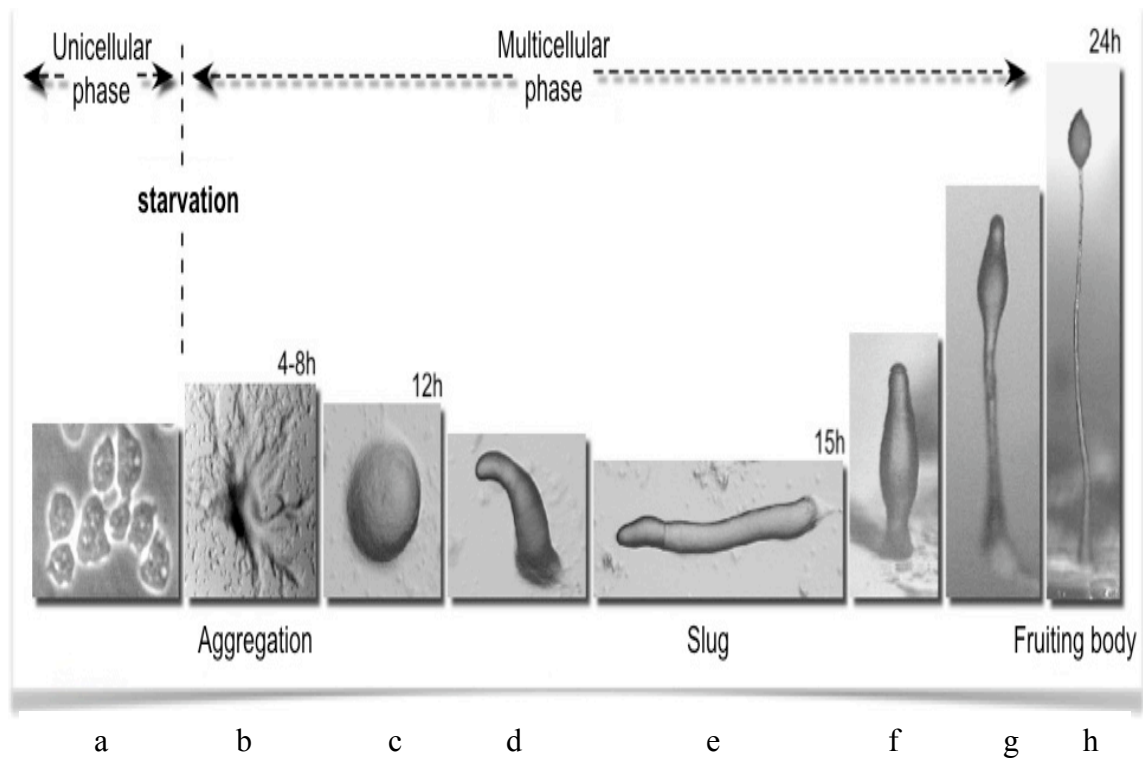 Unicellular
phase
Multicellular
phase
24h
starvation
4-8h
12h
15h
Aggregation
Slug
Fruiting body
a b c d e f g h